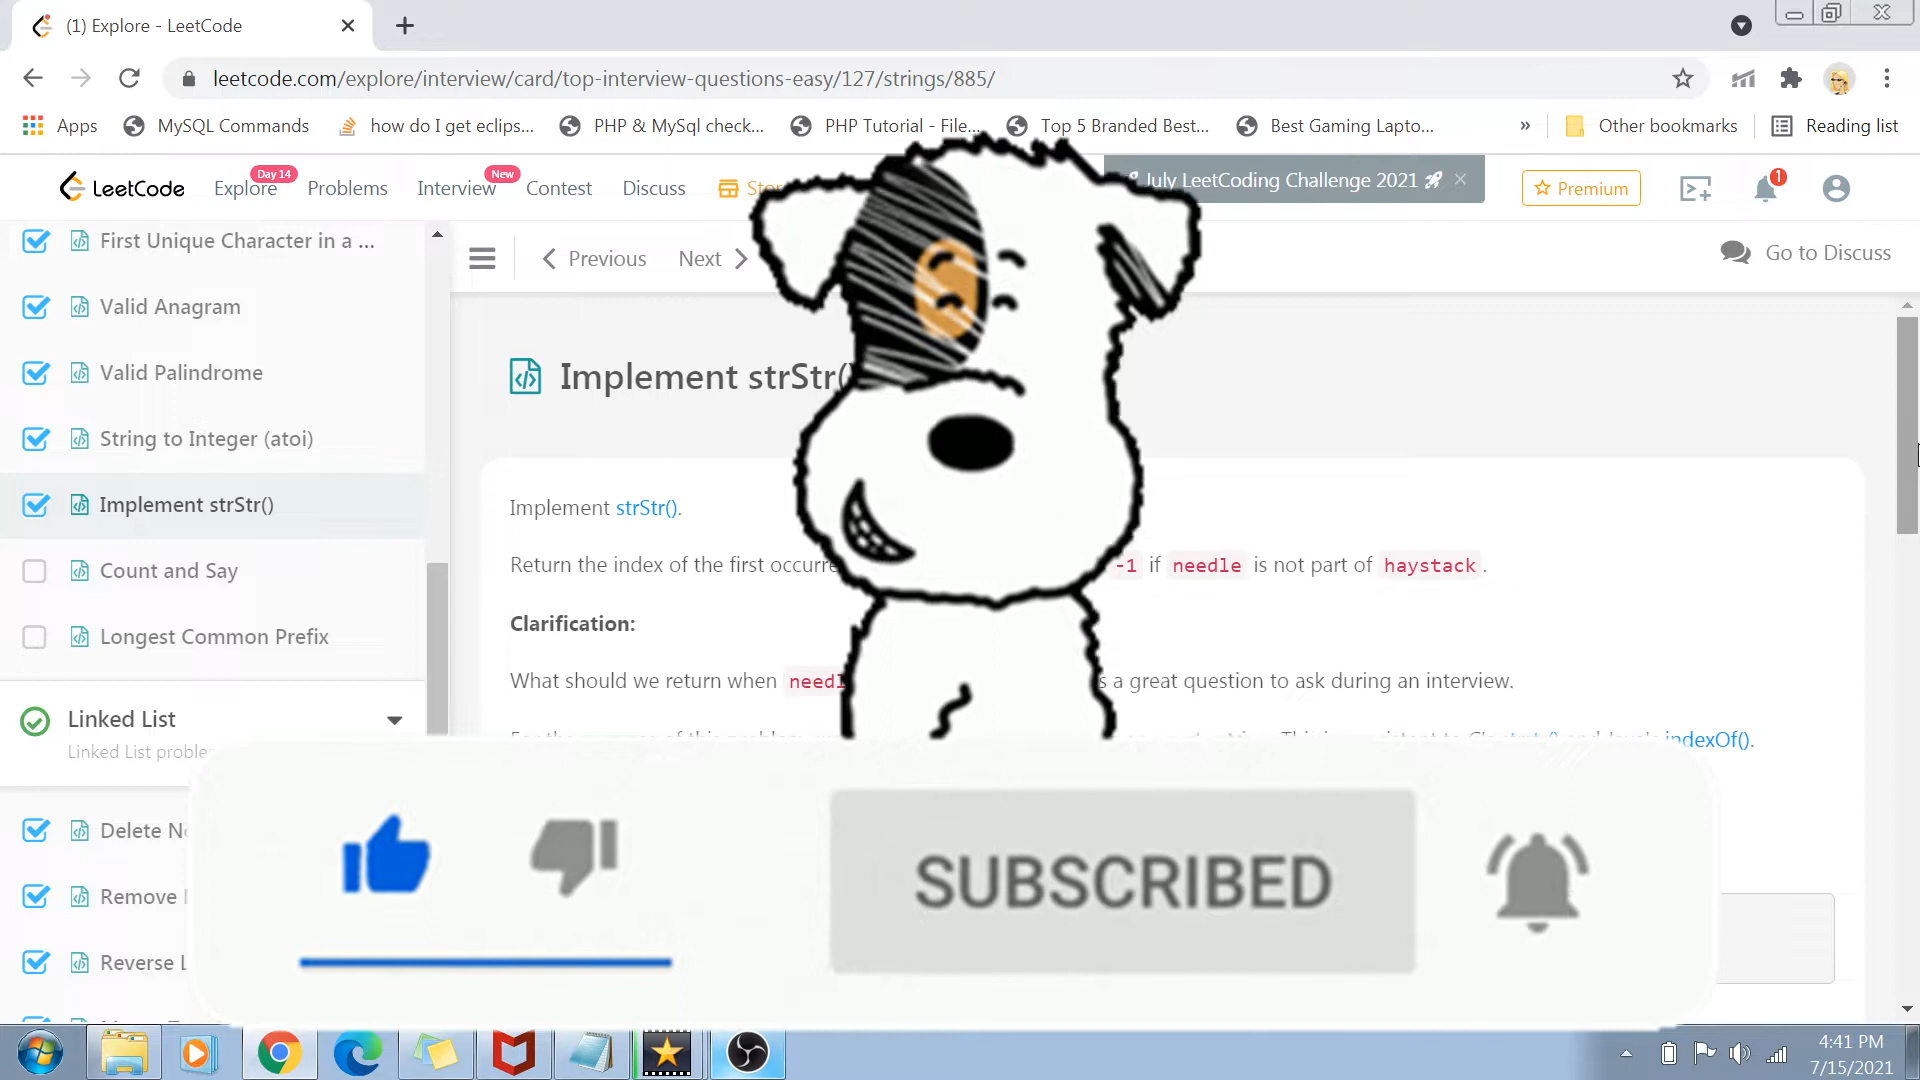 (1) Explore - LeetCode
leetcode.com/explore/interview/card/top-interview-questions-easy/127/strings/885/
Apps MySQL Commands how do I get eclips... PHP & MySql check... PHP Tutorial - File... Top 5 Branded Best... Best Gaming Lapto... » Other bookmarks Reading list
LeetCode Explore Day 14 Problems Interview New Contest Discuss July LeetCoding Challenge 2021 Premium 1
First Unique Character in a ...
Previous Next Go to Discuss
Valid Anagram
Valid Palindrome
Implement strStr()
String to Integer (atoi)
Implement strStr()
Implement strStr().
Count and Say
Return the index of the first -1 if needle is not part of haystack.
Longest Common Prefix
Clarification:
What should we return when a great question to ask during an interview.
Linked List
Linked List
indexOf().
Delete
Remove
Reverse
SUBSCRIBED
4:41 PM
7/15/2021